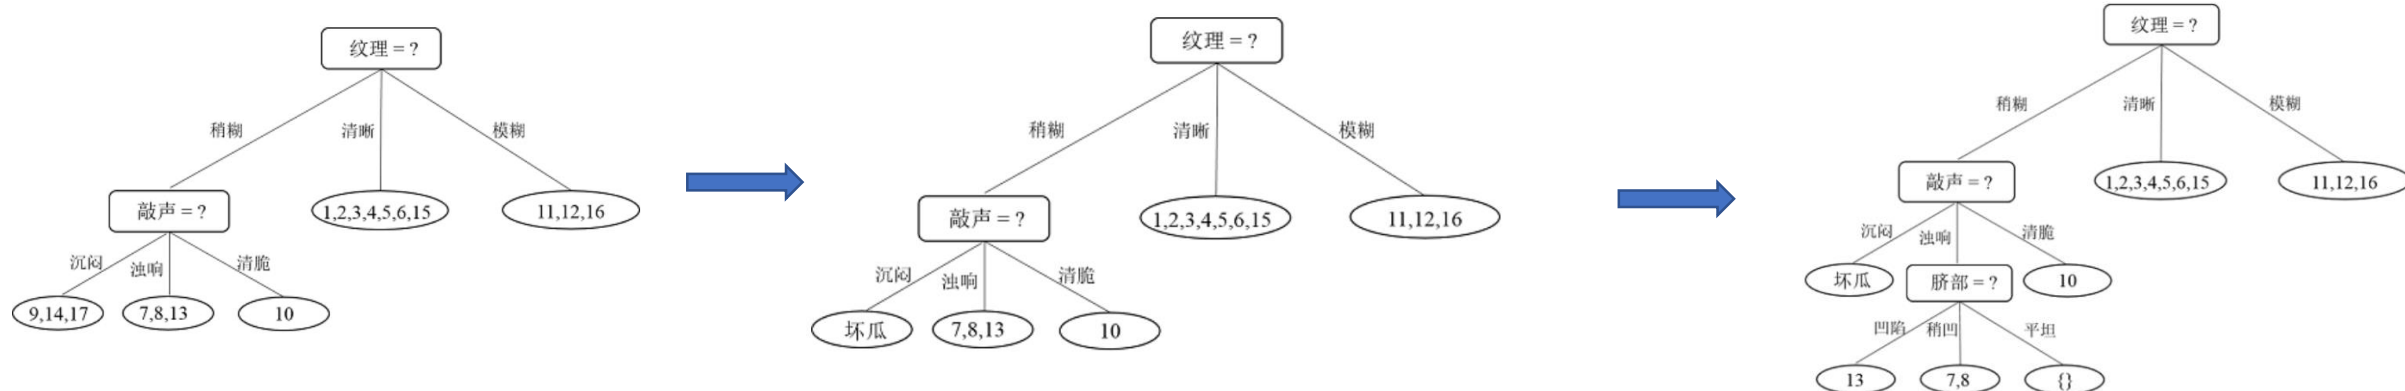 纹理 = ?
稍糊
清晰
模糊
敲声 = ?
1,2,3,4,5,6,15
11,12,16
沉闷
浊响
清脆
9,14,17
7,8,13
10
纹理 = ?
稍糊
清晰
模糊
敲声 = ?
1,2,3,4,5,6,15
11,12,16
沉闷
浊响
清脆
坏瓜
7,8,13
10
纹理 = ?
稍糊
清晰
模糊
敲声 = ?
1,2,3,4,5,6,15
11,12,16
沉闷
浊响
清脆
坏瓜
脐部 = ?
10
凹陷
稍凹
平坦
13
7,8
{}